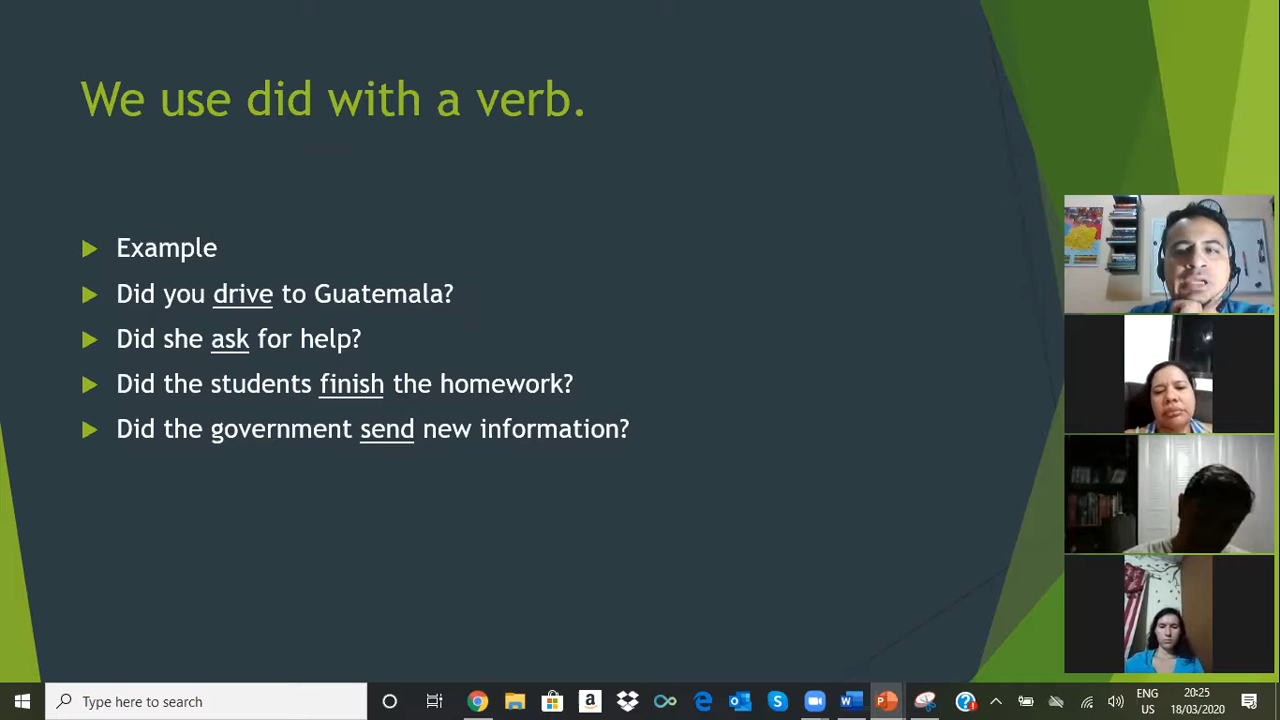 We use did with a verb.
Example
Did you drive to Guatemala?
Did she ask for help?
Did the students finish the homework?
Did the government send new information?
Type here to search
ENG
US
20:25
18/03/2020